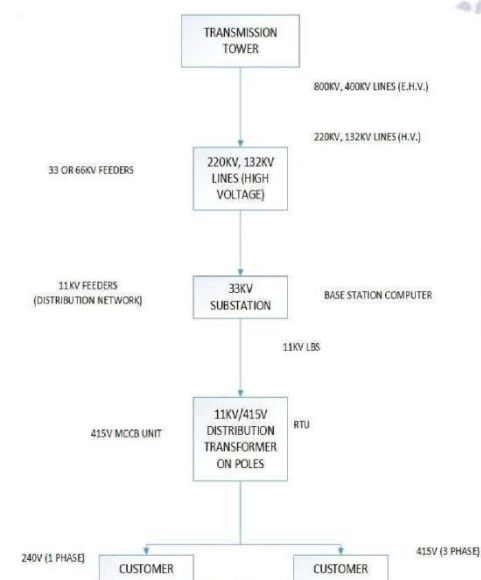 TRANSMISSION
TOWER
800KV, 400KV LINES (E.H.V.)
220KV, 132KV LINES (H.V.)
33 OR 66KV FEEDERS
220KV, 132KV
LINES (HIGH
VOLTAGE)
11KV FEEDERS
(DISTRIBUTION NETWORK)
33KV
SUBSTATION
BASE STATION COMPUTER
11KV LBS
415V MCCB UNIT
11KV/415V
DISTRIBUTION
TRANSFORMER
ON POLES
RTU
240V (1 PHASE)
CUSTOMER
CUSTOMER
415V (3 PHASE)